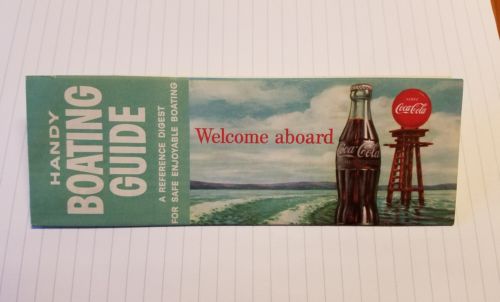 HANDY
BOATING
GUIDE
A REFERENCE DIGEST
FOR SAFE ENJOYABLE BOATING
Welcome aboard
Coca-Cola
Coca-Cola